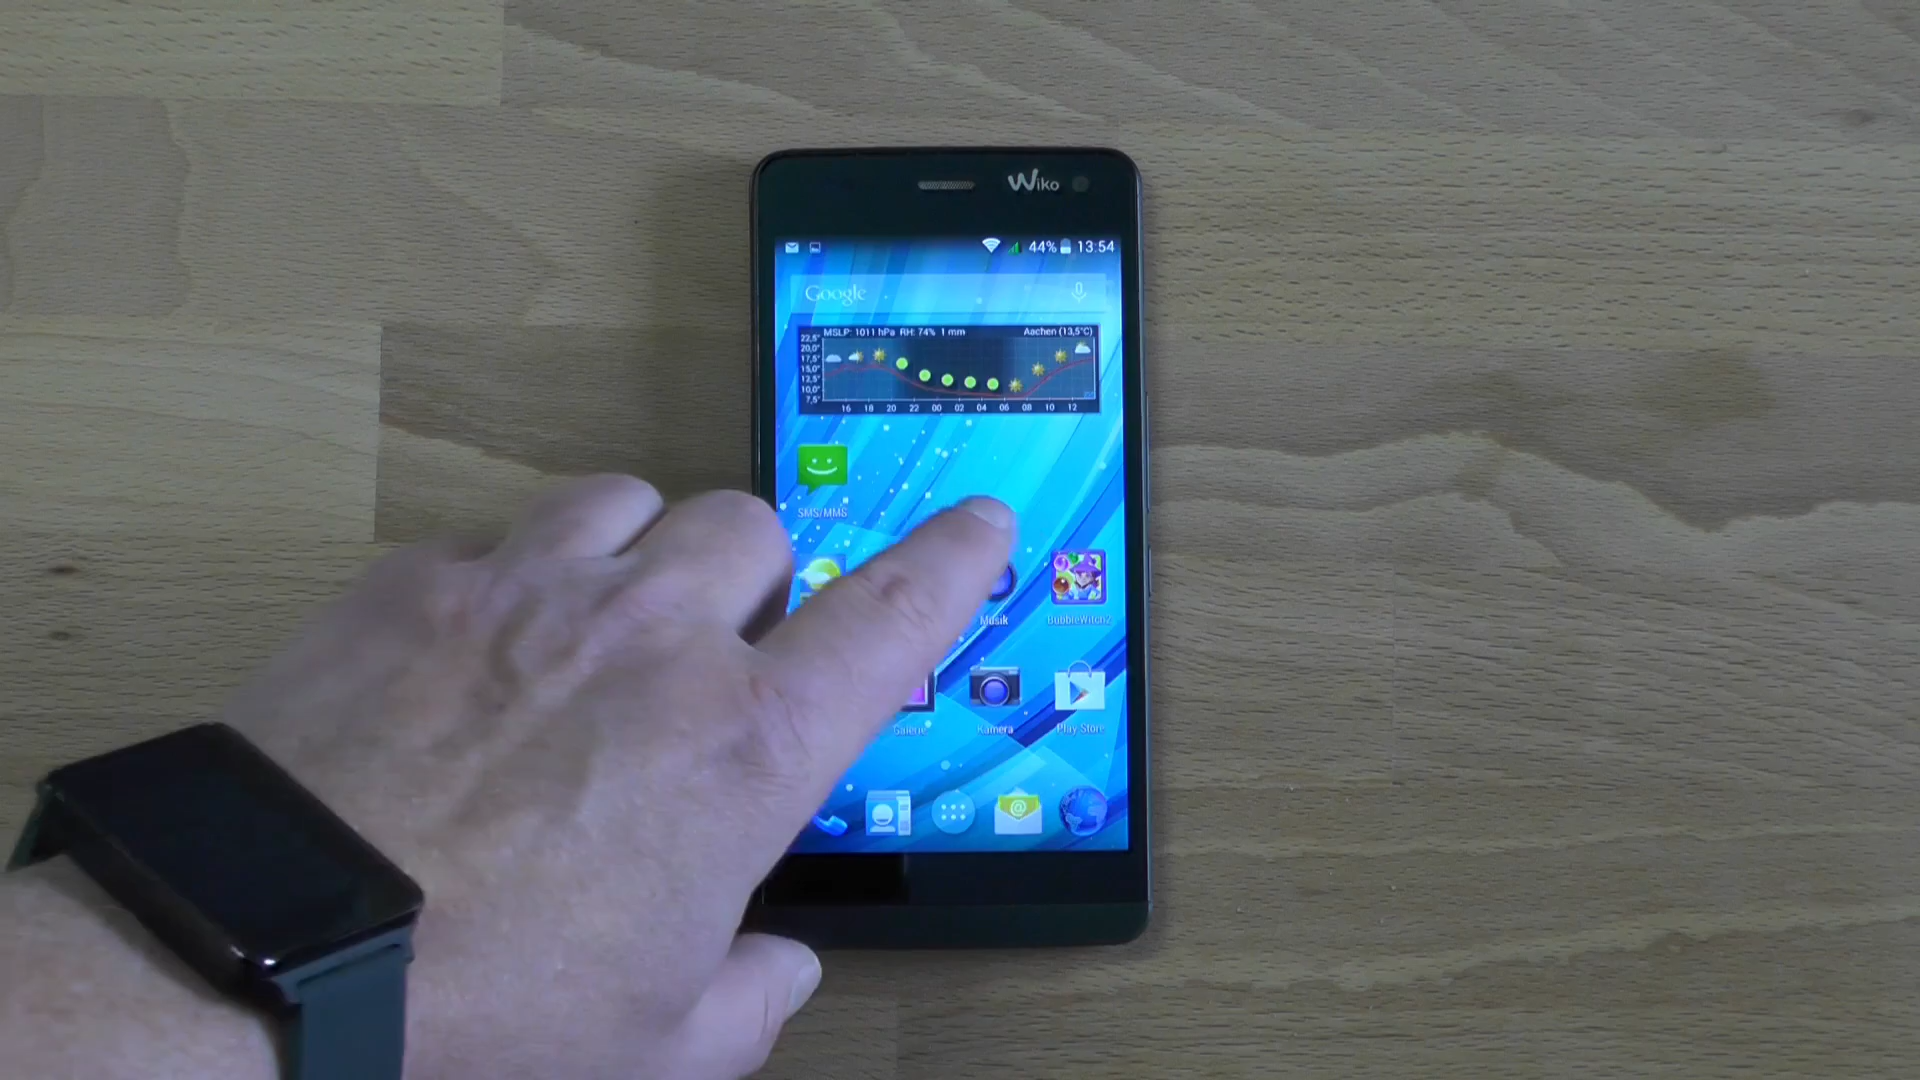 Wiko
44% 13:54
Google
MSLP: 1011 hPa RH: 74% 1 mm Aachen (13,5°C)
22,5°
20,0°
17,5°
15,0°
12,5°
10,0°
7,5°
16 18 20 22 00 02 04 06 08 10 12
SMS/MMS
Musik BubbleWitch2
Galerie Kamera Play Store
@